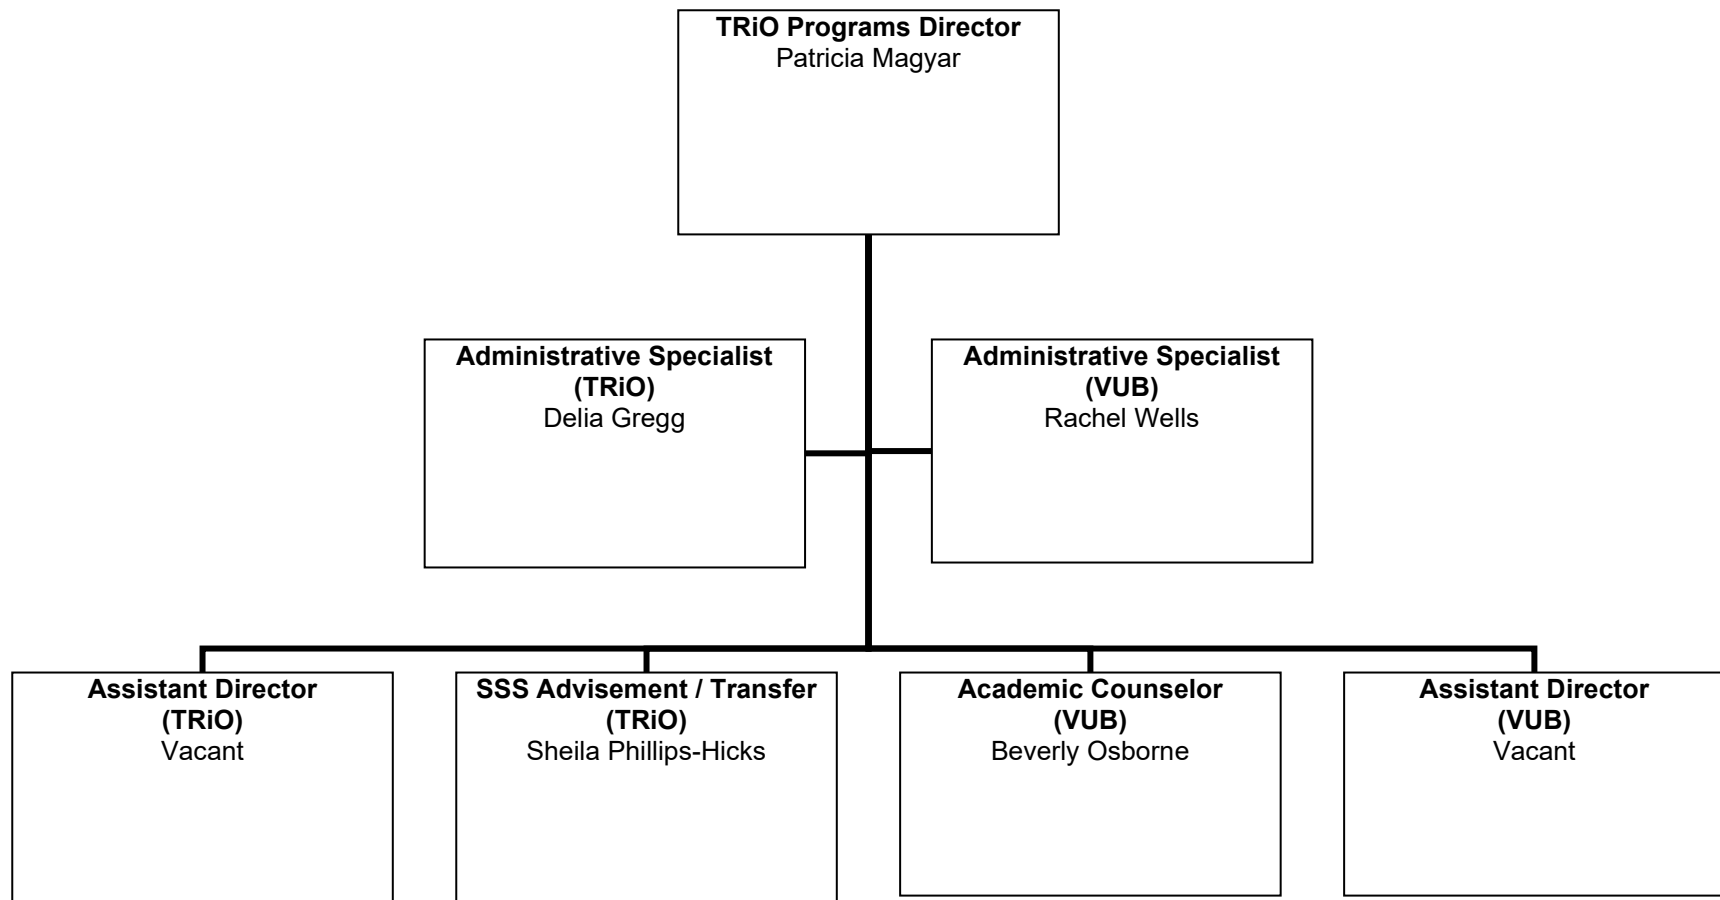 TRiO Programs Director
Patricia Magyar
Administrative Specialist
(TRiO)
Delia Gregg
Administrative Specialist
(VUB)
Rachel Wells
Assistant Director
(TRiO)
Vacant
SSS Advisement / Transfer
(TRiO)
Sheila Phillips-Hicks
Academic Counselor
(VUB)
Beverly Osborne
Assistant Director
(VUB)
Vacant